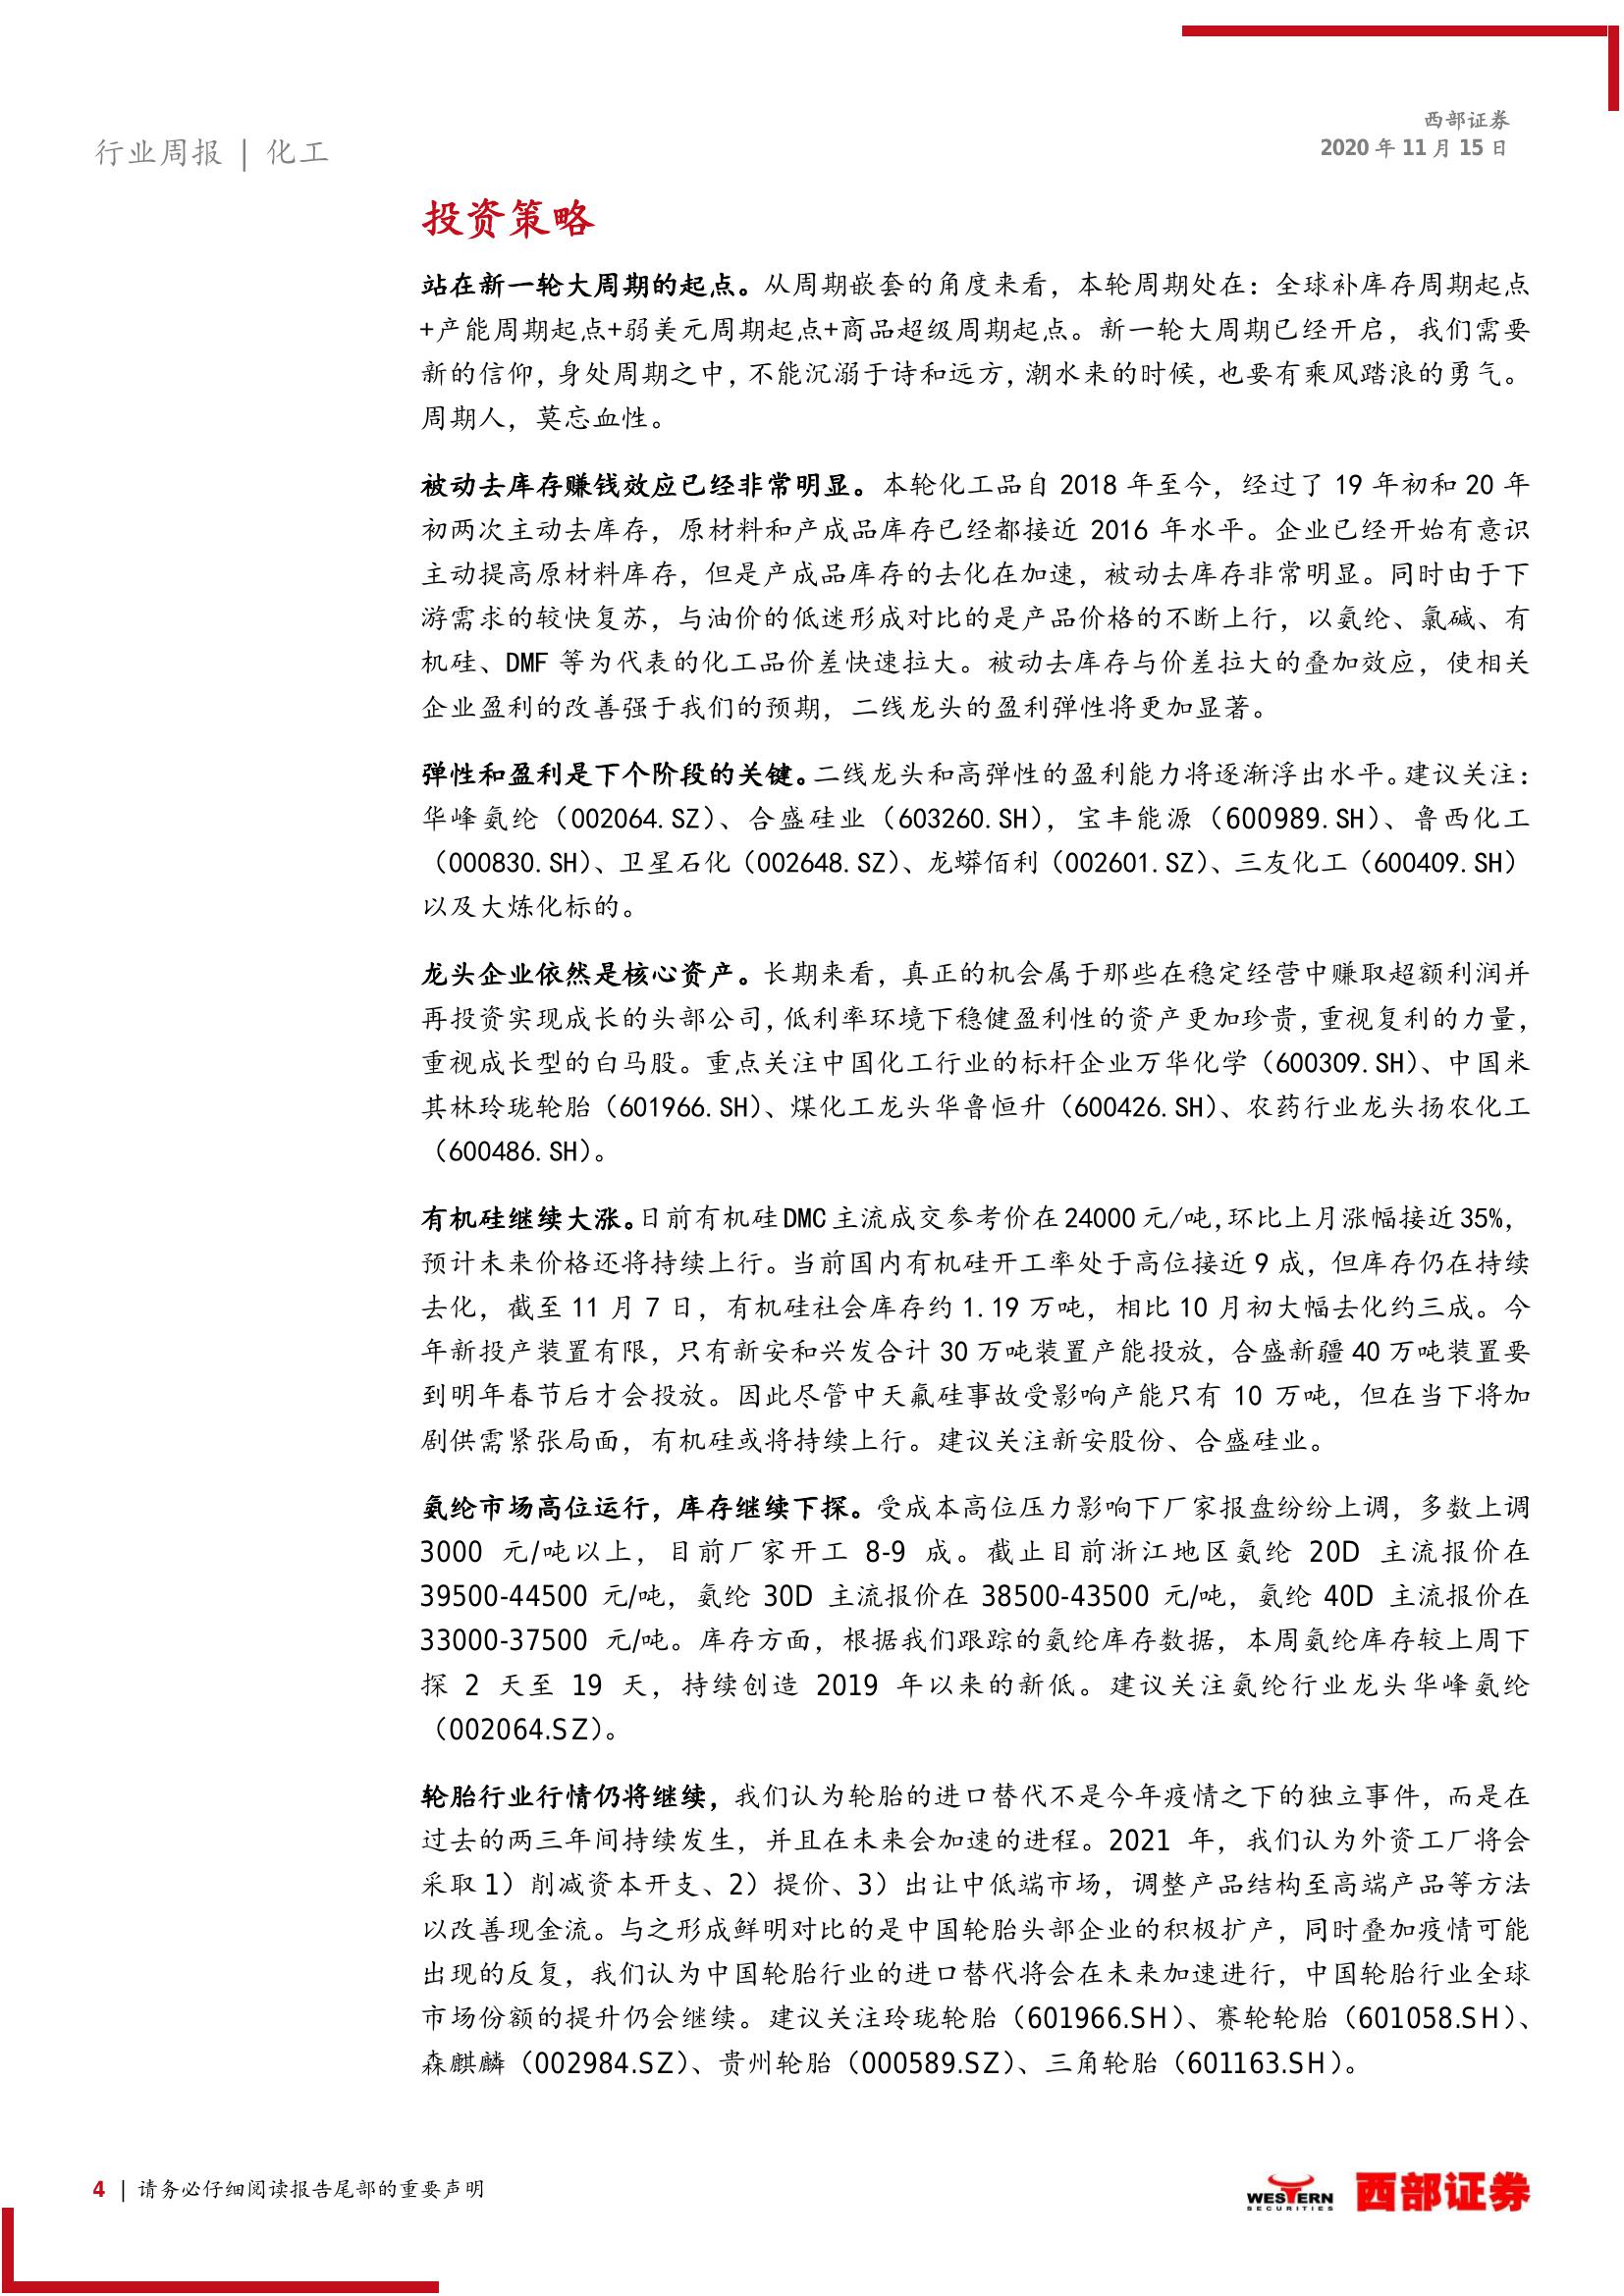 西部证券
行业周报 | 化工
2020 年 11 月 15 日
投资策略
站在新一轮大周期的起点。从周期嵌套的角度来看，本轮周期处在：全球补库存周期起点
+产能周期起点+弱美元周期起点+商品超级周期起点。新一轮大周期已经开启，我们需要
新的信仰，身处周期之中，不能沉溺于诗和远方，潮水来的时候，也要有乘风踏浪的勇气。
周期人，莫忘血性。
被动去库存赚钱效应已经非常明显。本轮化工品自 2018 年至今，经过了 19 年初和 20 年
初两次主动去库存，原材料和产成品库存已经都接近 2016 年水平。企业已经开始有意识
主动提高原材料库存，但是产成品库存的去化在加速，被动去库存非常明显。同时由于下
游需求的较快复苏，与油价的低迷形成对比的是产品价格的不断上行，以氨纶、氯碱、有
机硅、DMF 等为代表的化工品价差快速拉大。被动去库存与价差拉大的叠加效应，使相关
企业盈利的改善强于我们的预期，二线龙头的盈利弹性将更加显著。
弹性和盈利是下个阶段的关键。二线龙头和高弹性的盈利能力将逐渐浮出水平。建议关注：
华峰氨纶（002064.SZ）、合盛硅业（603260.SH），宝丰能源（600989.SH）、鲁西化工
（000830.SH）、卫星石化（002648.SZ）、龙蟒佰利（002601.SZ）、三友化工（600409.SH）
以及大炼化标的。
龙头企业依然是核心资产。长期来看，真正的机会属于那些在稳定经营中赚取超额利润并
再投资实现成长的头部公司，低利率环境下稳健盈利性的资产更加珍贵，重视复利的力量，
重视成长型的白马股。重点关注中国化工行业的标杆企业万华化学（600309.SH）、中国米
其林玲珑轮胎（601966.SH）、煤化工龙头华鲁恒升（600426.SH）、农药行业龙头扬农化工
（600486.SH）。
有机硅继续大涨。日前有机硅 DMC 主流成交参考价在 24000 元/吨，环比上月涨幅接近 35%，
预计未来价格还将持续上行。当前国内有机硅开工率处于高位接近 9 成，但库存仍在持续
去化，截至 11 月 7 日，有机硅社会库存约 1.19 万吨，相比 10 月初大幅去化约三成。今
年新投产装置有限，只有新安和兴发合计 30 万吨装置产能投放，合盛新疆 40 万吨装置要
到明年春节后才会投放。因此尽管中天氟硅事故受影响产能只有 10 万吨，但在当下将加
剧供需紧张局面，有机硅或将持续上行。建议关注新安股份、合盛硅业。
氨纶市场高位运行，库存继续下探。受成本高位压力影响下厂家报盘纷纷上调，多数上调
3000 元/吨以上，目前厂家开工 8-9 成。截止目前浙江地区氨纶 20D 主流报价在
39500-44500 元/吨，氨纶 30D 主流报价在 38500-43500 元/吨，氨纶 40D 主流报价在
33000-37500 元/吨。库存方面，根据我们跟踪的氨纶库存数据，本周氨纶库存较上周下
探 2 天至 19 天，持续创造 2019 年以来的新低。建议关注氨纶行业龙头华峰氨纶
（002064.SZ）。
轮胎行业行情仍将继续，我们认为轮胎的进口替代不是今年疫情之下的独立事件，而是在
过去的两三年间持续发生，并且在未来会加速的进程。2021 年，我们认为外资工厂将会
采取 1）削减资本开支、2）提价、3）出让中低端市场，调整产品结构至高端产品等方法
以改善现金流。与之形成鲜明对比的是中国轮胎头部企业的积极扩产，同时叠加疫情可能
出现的反复，我们认为中国轮胎行业的进口替代将会在未来加速进行，中国轮胎行业全球
市场份额的提升仍会继续。建议关注玲珑轮胎（601966.SH）、赛轮轮胎（601058.SH）、
森麒麟（002984.SZ）、贵州轮胎（000589.SZ）、三角轮胎（601163.SH）。
4 | 请务必仔细阅读报告尾部的重要声明
WESTERN
SECURITIES
西部证券